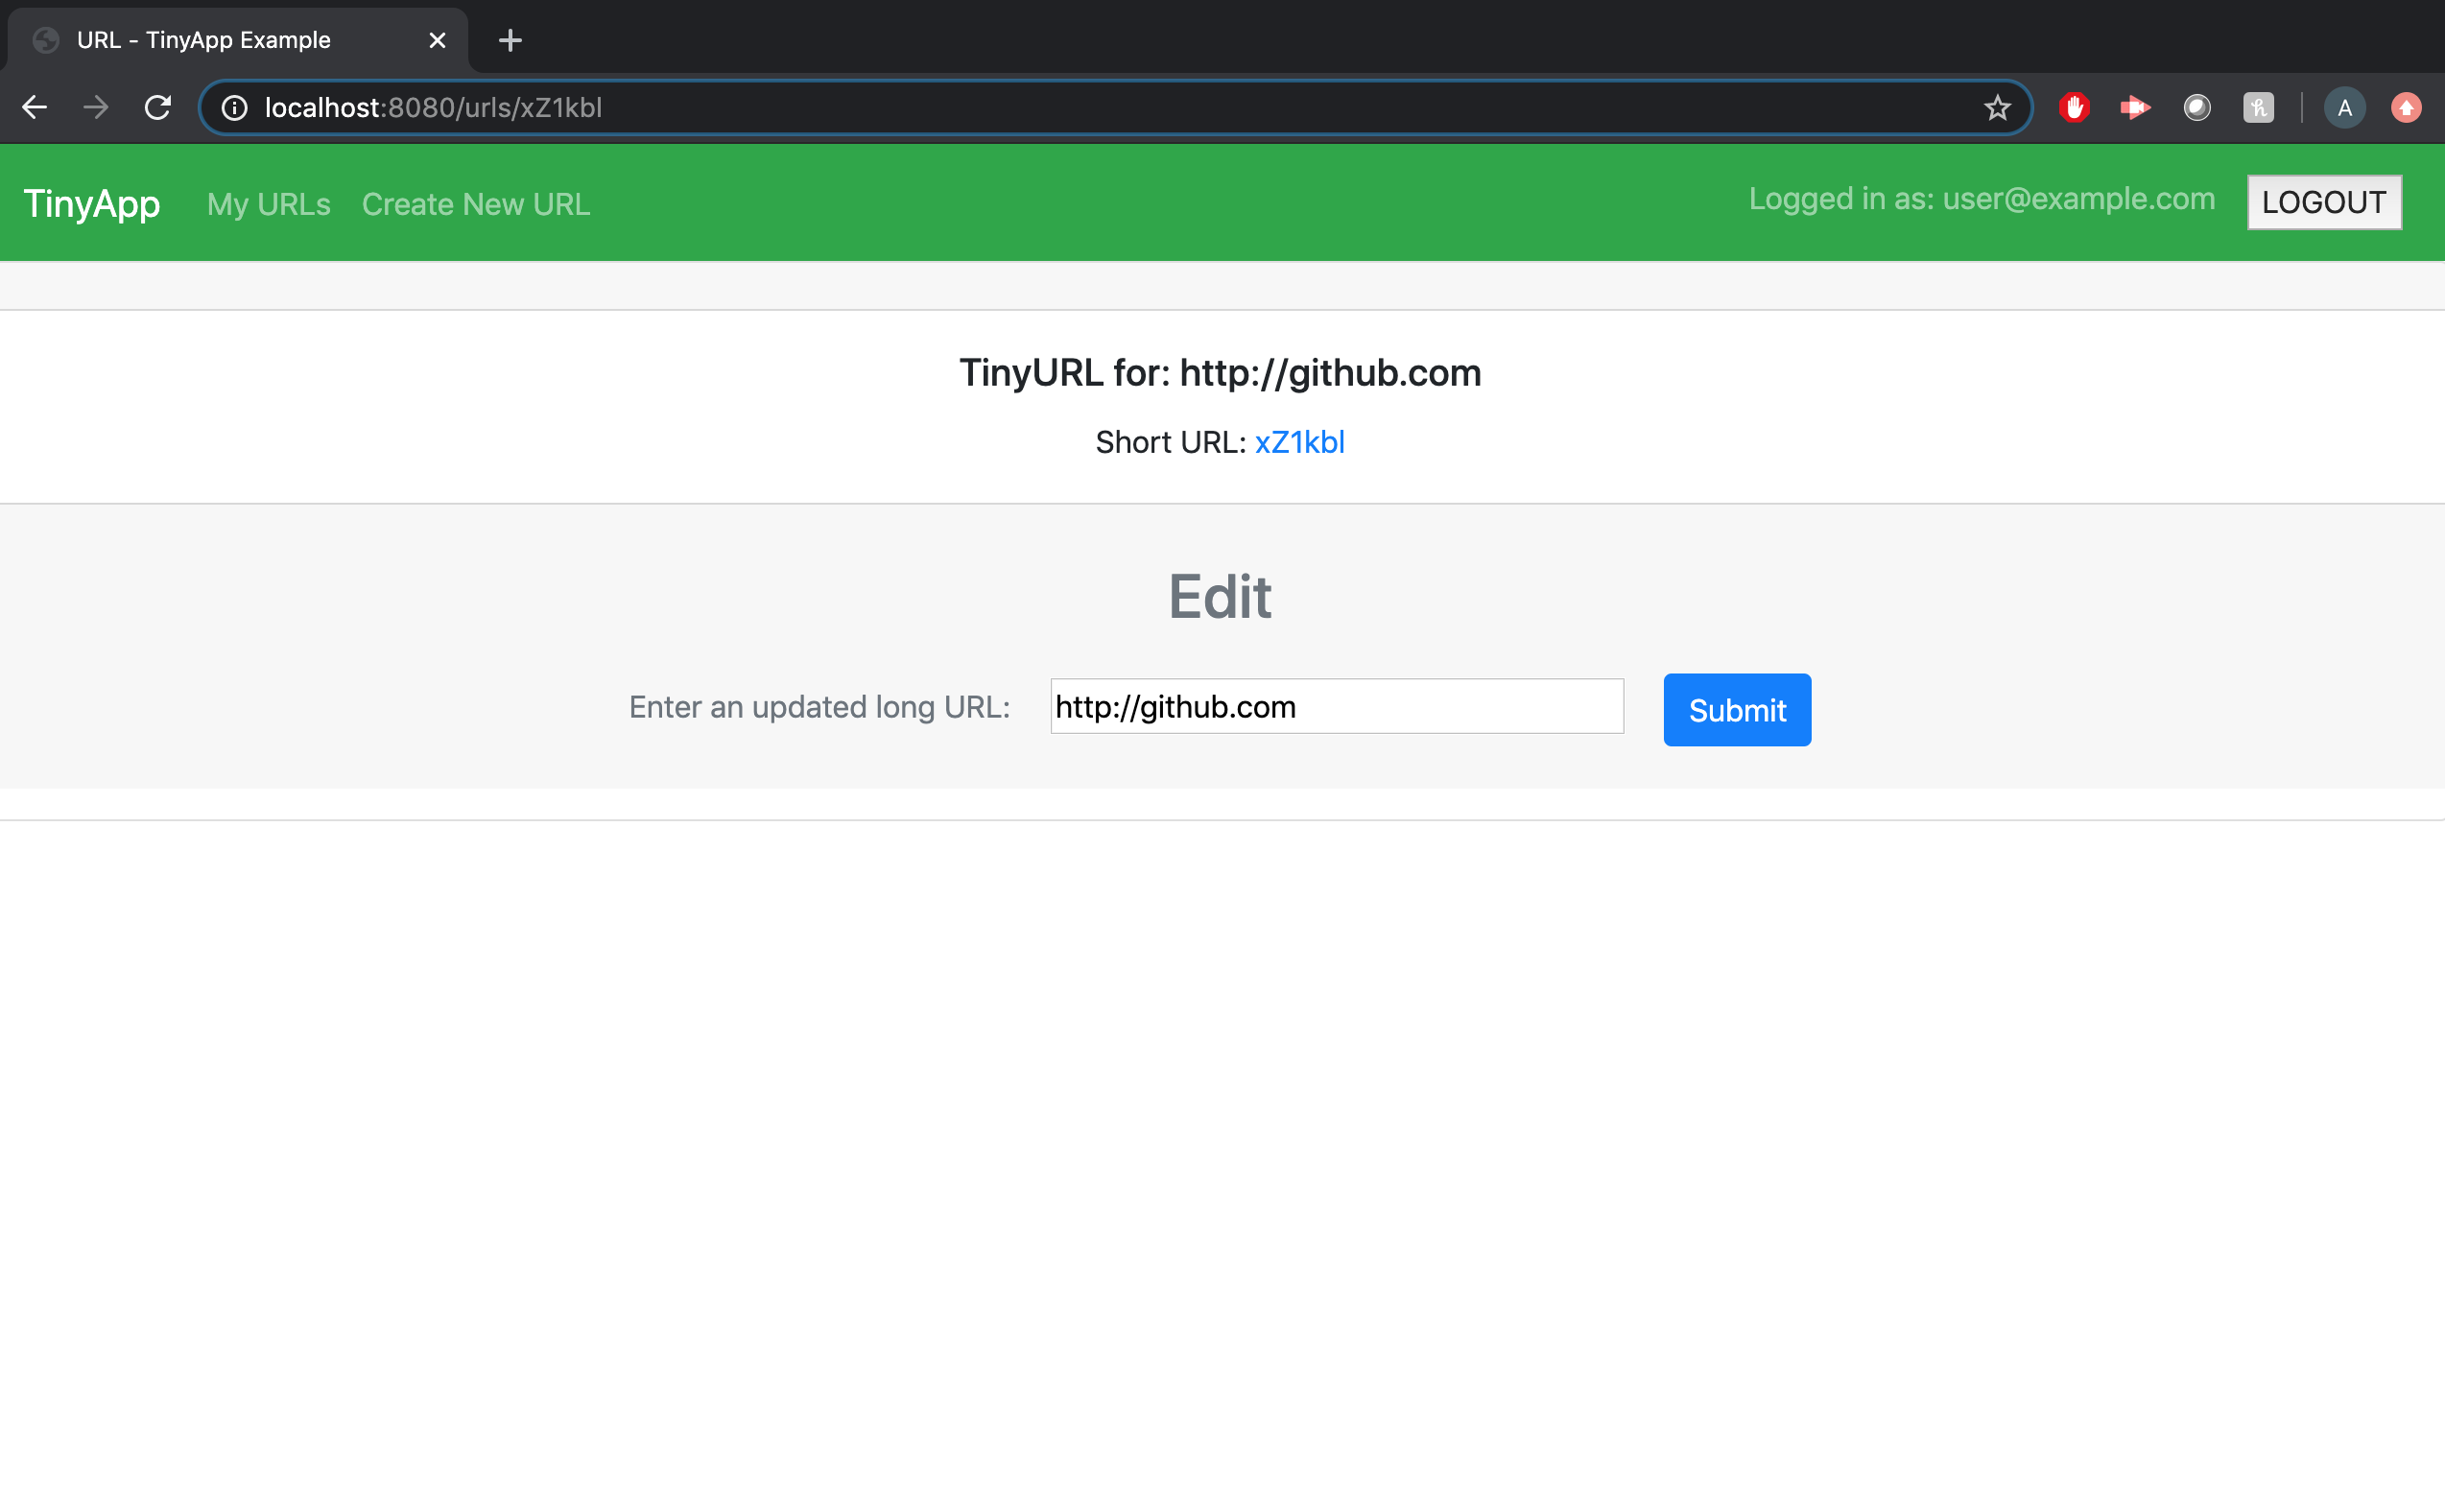 URL - TinyApp Example
localhost:8080/urls/xZ1kbl
A
TinyApp My URLs Create New URL Logged in as: user@example.com LOGOUT
TinyURL for: http://github.com
Short URL: xZ1kbl
Edit
Enter an updated long URL: http://github.com Submit